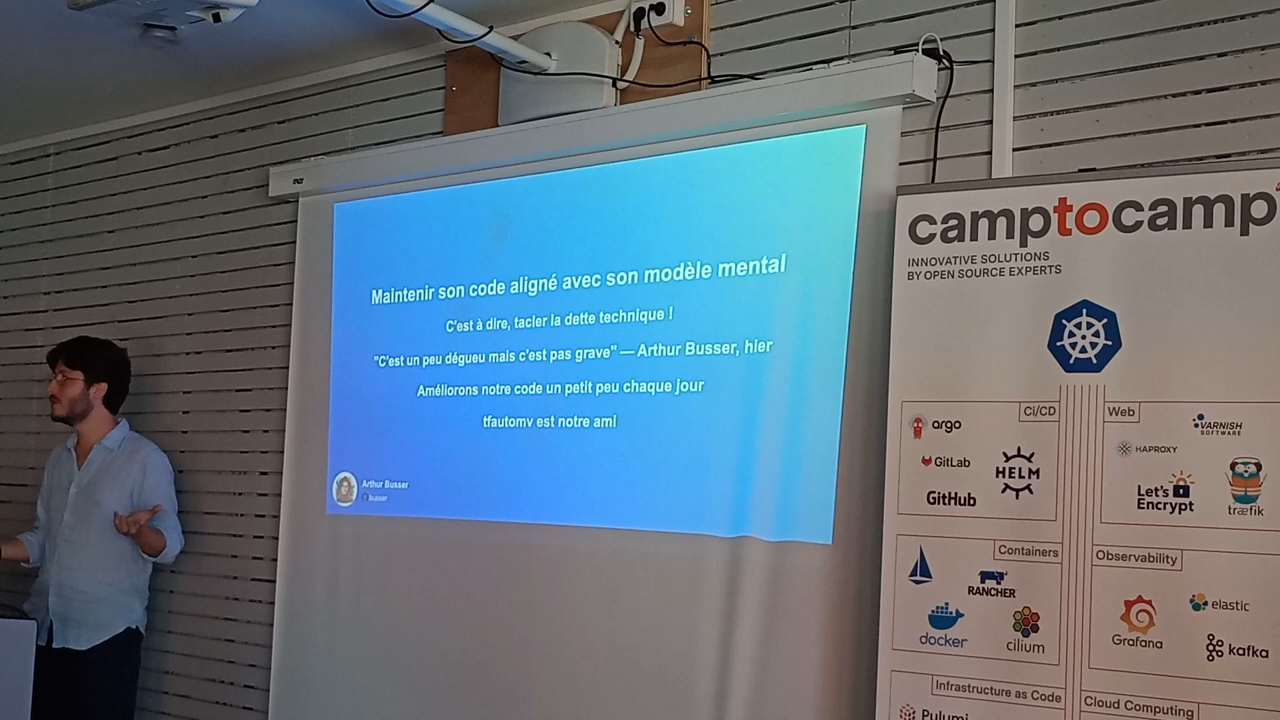 Maintenir son code aligné avec son modèle mental
C'est à dire, tacler la dette technique !
"C'est un peu dégueu mais c'est pas grave" — Arthur Busser, hier
Améliorons notre code un petit peu chaque jour
tfautomv est notre ami
Arthur Busser
busser
camptocamp
INNOVATIVE SOLUTIONS
BY OPEN SOURCE EXPERTS
Ci/CD
argo
GitLab
HELM
GitHub
Web
VARNISH
SOFTWARE
HAPROXY
Let's
Encrypt
træfik
Containers
RANCHER
docker
cilium
Observability
Grafana
elastic
kafka
Infrastructure as Code
Pulumi
Cloud Computing